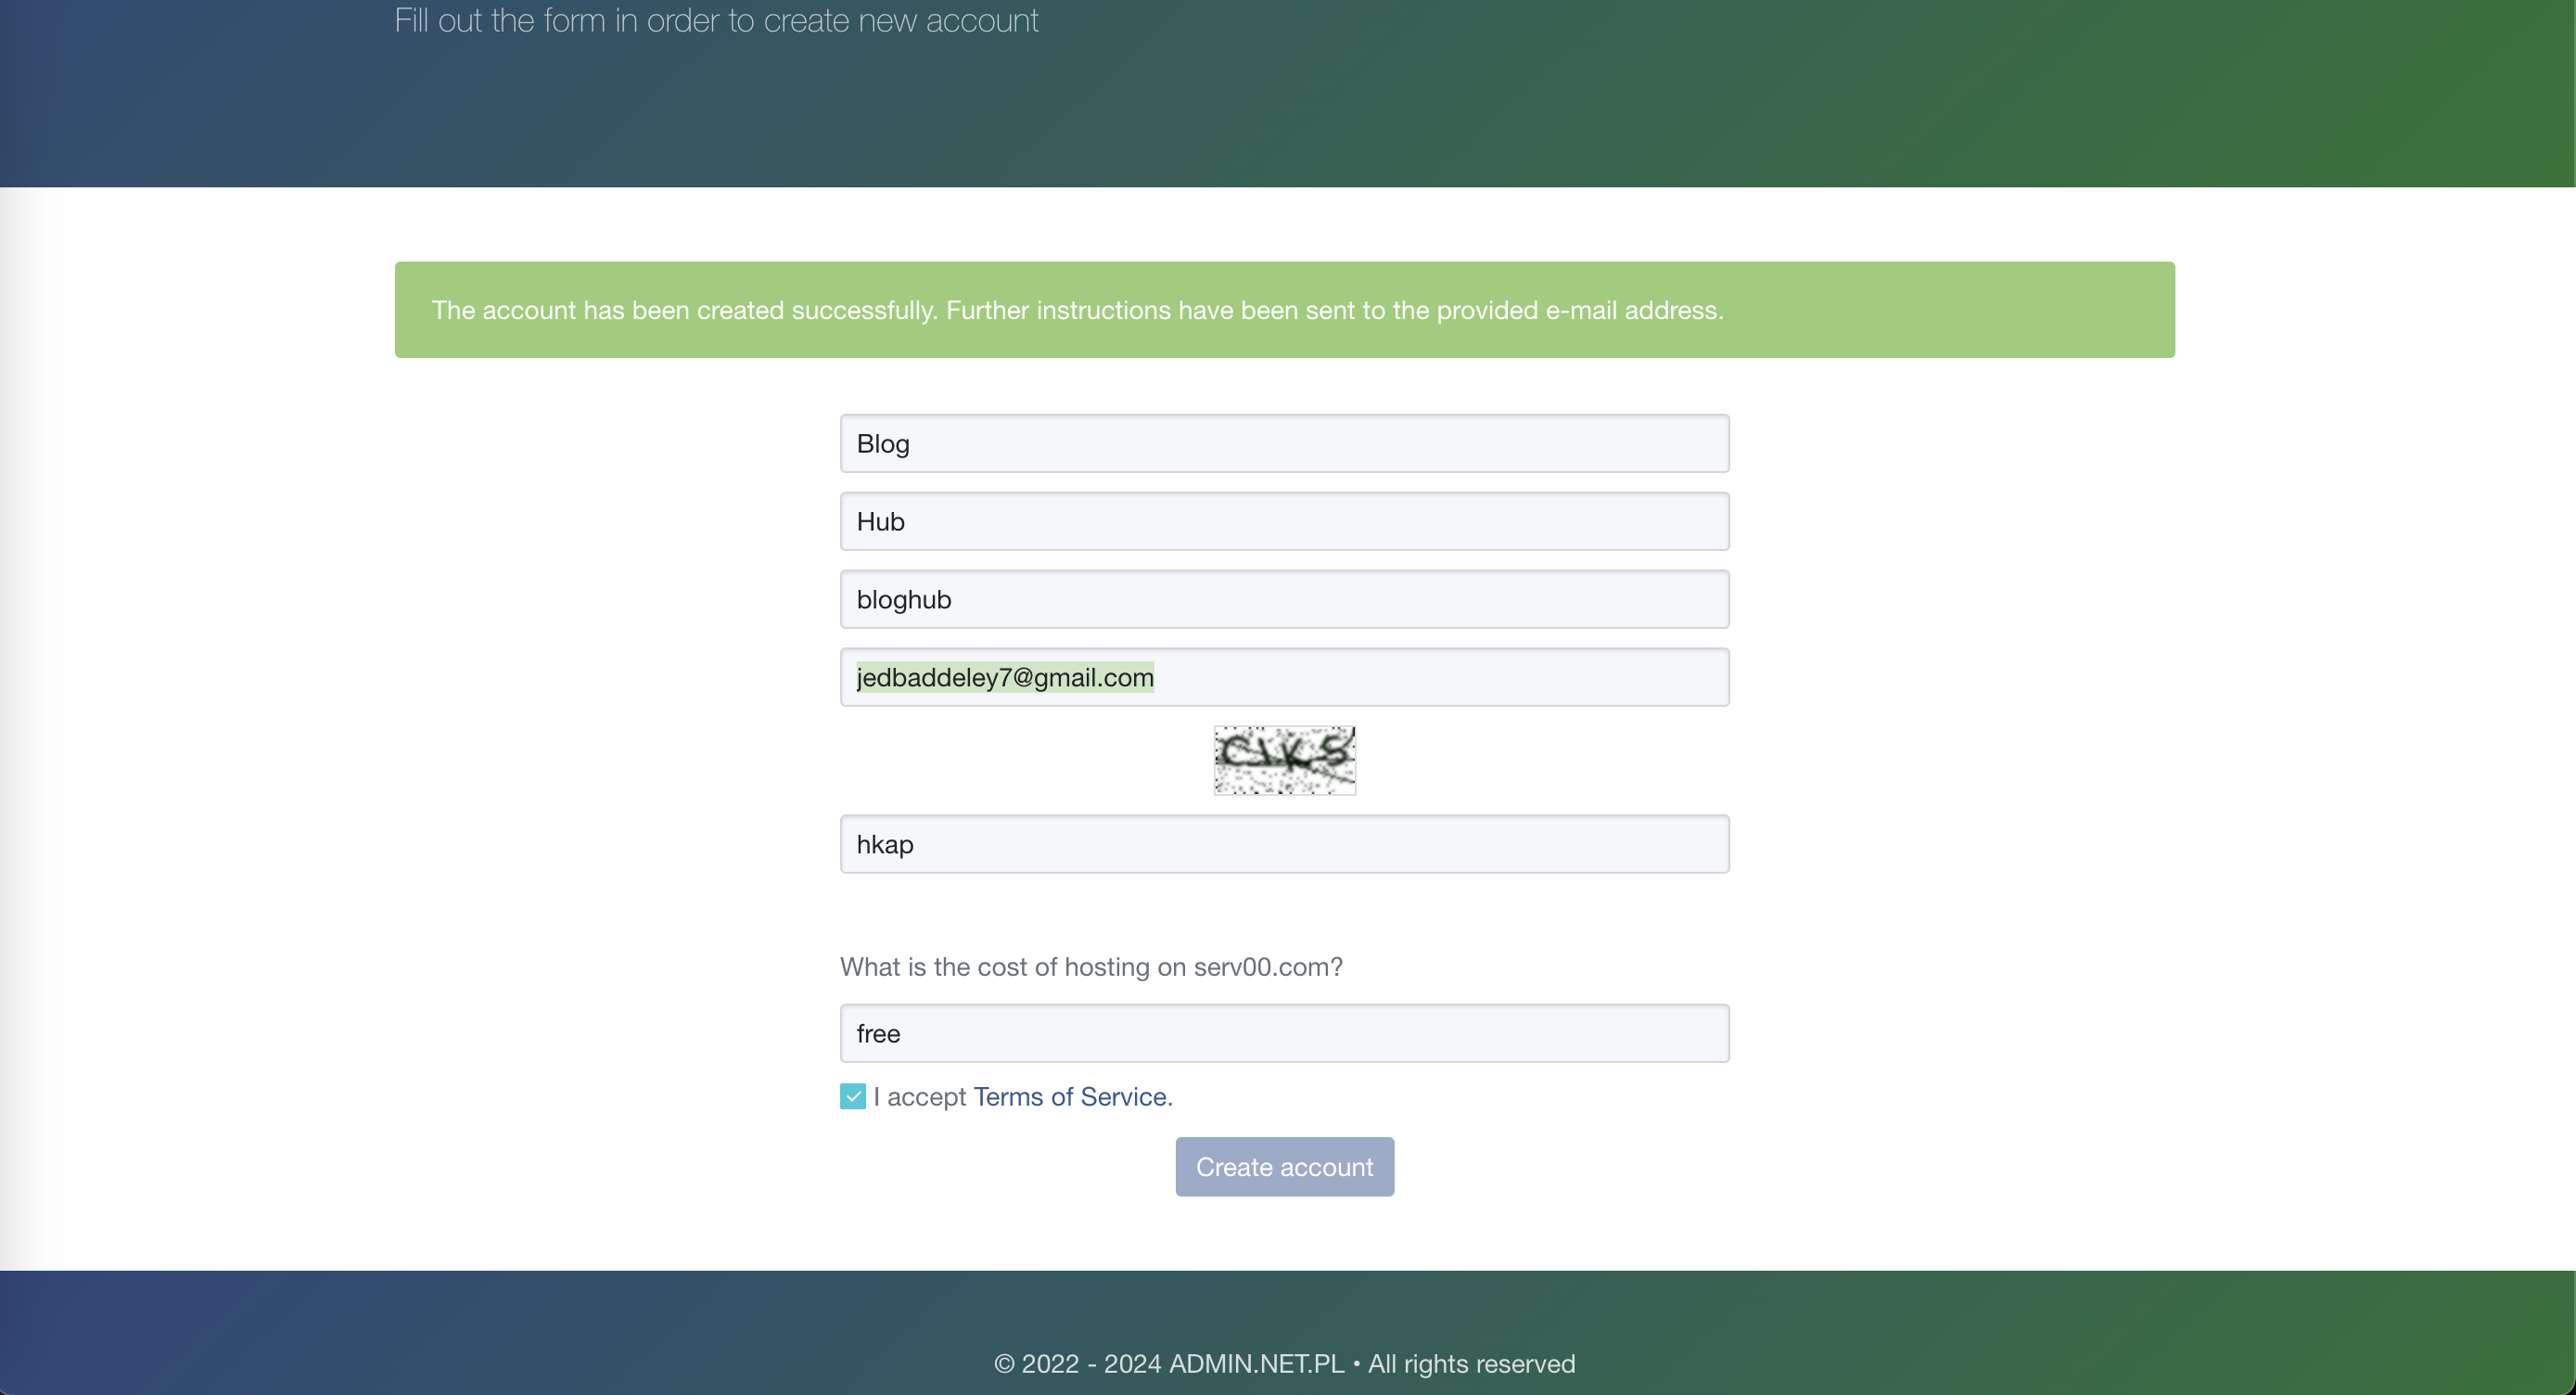 Fill out the form in order to create new account
The account has been created successfully. Further instructions have been sent to the provided e-mail address.
Blog
Hub
bloghub
jedbaddeley7@gmail.com
hkap
What is the cost of hosting on serv00.com?
free
I accept Terms of Service.
Create account
© 2022 - 2024 ADMIN.NET.PL • All rights reserved